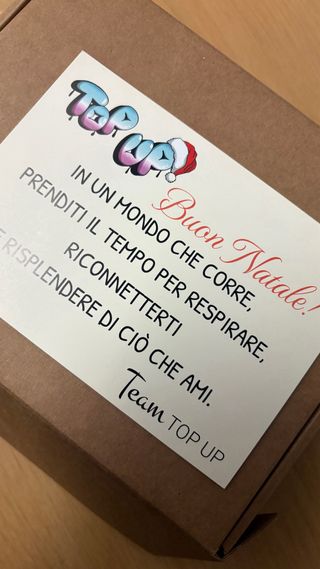 TOP UP
Buon Natale!
IN UN MONDO CHE CORRE,
PRENDITI IL TEMPO PER RESPIRARE,
RICONNETTERTI
E RISPLENDERE DI CIÒ CHE AMI.
Team TOP UP